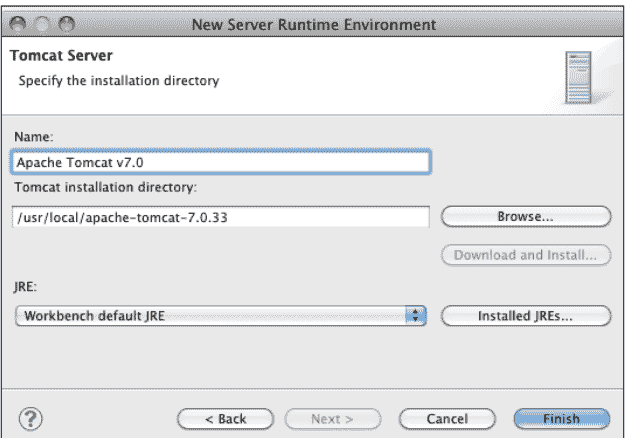 New Server Runtime Environment
Tomcat Server
Specify the installation directory
Name:
Apache Tomcat v7.0
Tomcat installation directory:
/usr/local/apache-tomcat-7.0.33
Browse...
Download and Install...
JRE:
Workbench default JRE
Installed JREs...
?
< Back
Next >
Cancel
Finish